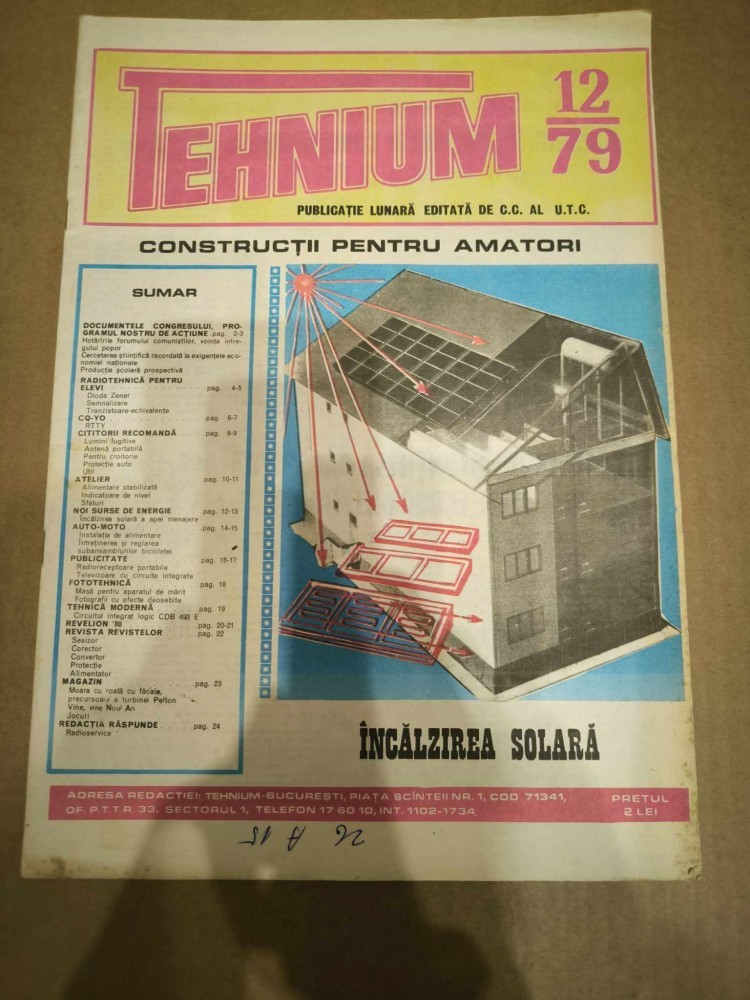 TEHNIUM
12
79
PUBLICAȚIE LUNARĂ EDITATĂ DE C.C. AL U.T.C.
CONSTRUCȚII PENTRU AMATORI
SUMAR
DOCUMENTELE CONGRESULUI, PRO-
GRAMUL NOSTRU DE ACȚIUNE . pag. 2-3
Hotărîrile forumului comuniștilor, voința între-
gului popor
Cercetarea științifică racordată la exigențele eco-
nomiei naționale
Producție școlară prospectivă
RADIOTEHNICĂ PENTRU
ELEVI . . . pag. 4-5
Dioda Zener
Semnalizare
Tranzistoare-echivalențe
CQ-YO . . . pag. 6-7
RTTY
CITITORII RECOMANDĂ . . . pag. 8-9
Lumini fugitive
Antenă portabilă
Pentru croitorie
Protecție auto
Util
ATELIER . . . pag. 10-11
Alimentare stabilizată
Indicatoare de nivel
Sfaturi
NOI SURSE DE ENERGIE . . . pag. 12-13
Încălzirea solară a apei menajere
AUTO-MOTO . . . pag. 14-15
Instalația de alimentare
Întreținerea și reglarea
subansamblurilor bicicletei
PUBLICITATE . . . pag. 16-17
Radioreceptoare portabile
Televizoare cu circuite integrate
FOTOTEHNICĂ . . . pag. 18
Masă pentru aparatul de mărit
Fotografii cu efecte deosebite
TEHNICĂ MODERNĂ . . . pag. 19
Circuitul integrat logic CDB 493 E
REVELION '80 . . . pag. 20-21
REVISTA REVISTELOR . . . pag. 22
Sesizor
Corector
Convertor
Protecție
Alimentator
MAGAZIN . . . pag. 23
Moara cu roată cu făcaie,
precursoare a turbinei Pelton
Vine, vine Noul An
Jocuri
REDACȚIA RĂSPUNDE . . . pag. 24
Radioservice
ÎNCĂLZIREA SOLARĂ
ADRESA REDACȚIEI: TEHNIUM-BUCUREȘTI, PIAȚA SCÎNTEII NR. 1, COD 71341,
OF. P.T.T.R. 33, SECTORUL 1, TELEFON 17 60 10, INT. 1102-1734
PREȚUL
2 LEI